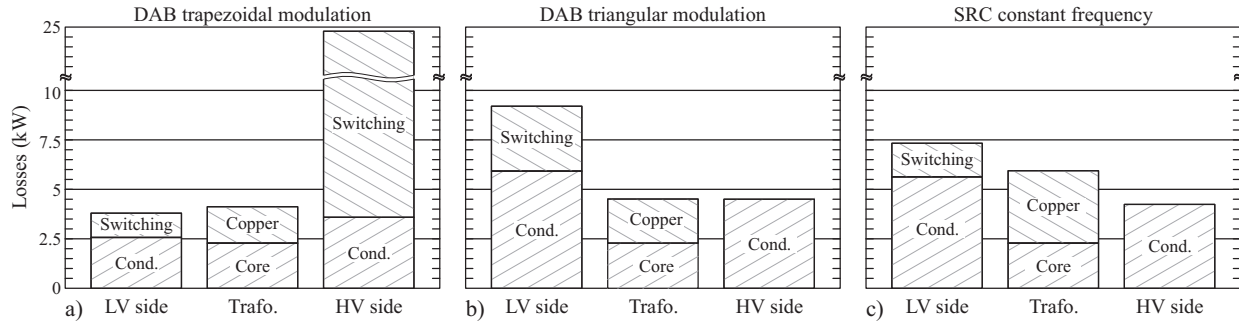 DAB trapezoidal modulation
DAB triangular modulation
SRC constant frequency
Losses (kW)
25
10
7.5
5
2.5
0
Switching
Cond.
Copper
Core
Switching
Cond.
a)
LV side
Trafo.
HV side
Switching
Cond.
Copper
Core
Cond.
b)
LV side
Trafo.
HV side
Switching
Cond.
Copper
Core
Cond.
c)
LV side
Trafo.
HV side